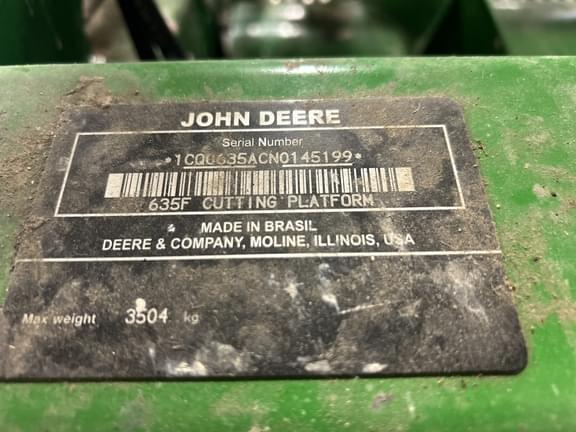 JOHN DEERE
Serial Number
*1CQ0635ACN0145199*
635F CUTTING PLATFORM
MADE IN BRASIL
DEERE & COMPANY, MOLINE, ILLINOIS, USA
Max weight 3504 kg